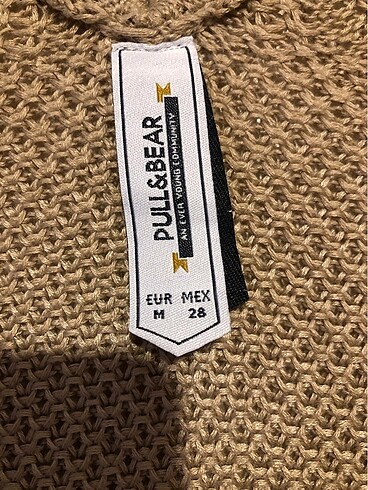 PULL&BEAR
AN EVER YOUNG COMMUNITY
EUR MEX
M 28